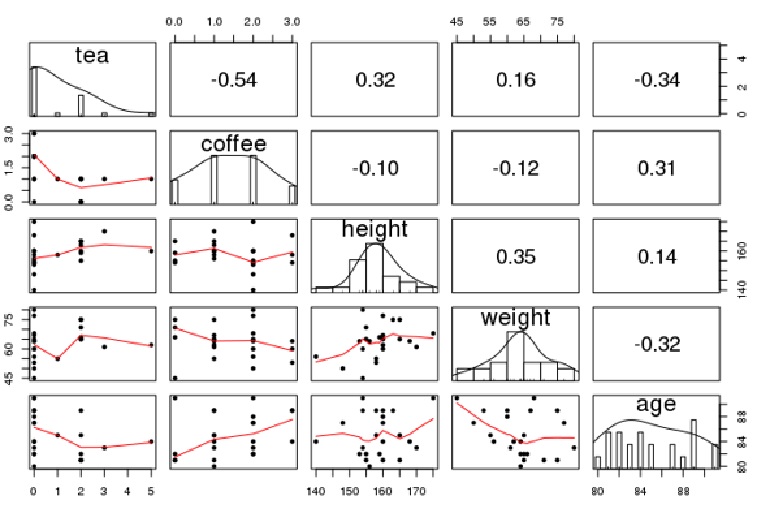 0.0 1.0 2.0 3.0 45 55 65 75
tea -0.54 0.32 0.16 -0.34 0 2 4
0.0 1.5 3.0 coffee -0.10 -0.12 0.31
height 0.35 0.14 140 160
45 60 75 weight -0.32
age 80 84 88
0 1 2 3 4 5 140 150 160 170 80 84 88